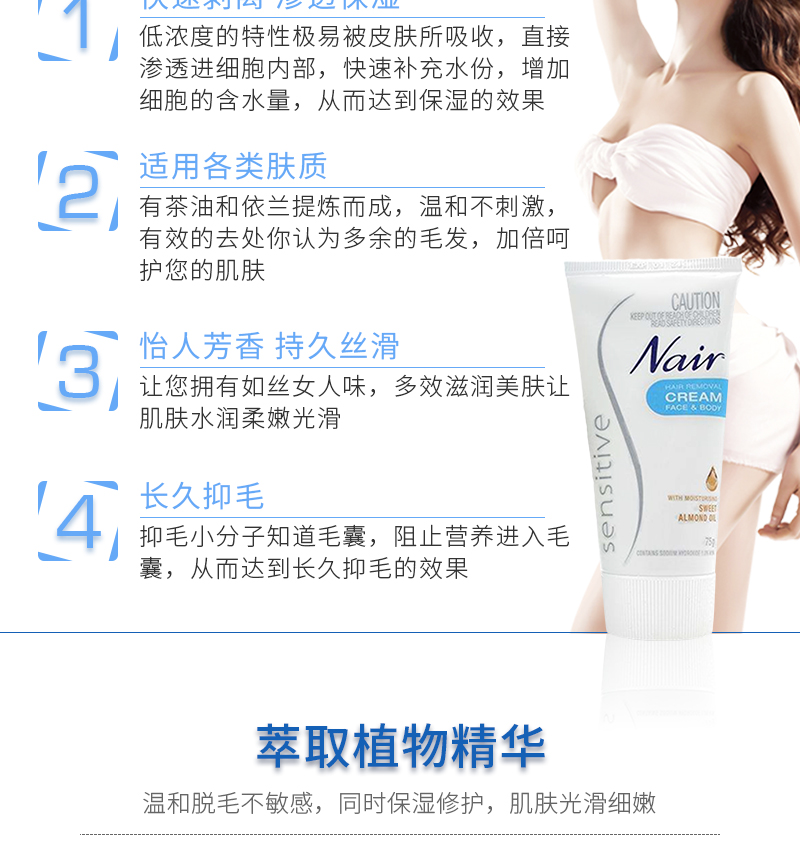 1
快速剥离 渗透保湿
低浓度的特性极易被皮肤所吸收，直接
渗透进细胞内部，快速补充水份，增加
细胞的含水量，从而达到保湿的效果
2
适用各类肤质
有茶油和依兰提炼而成，温和不刺激，
有效的去处你认为多余的毛发，加倍呵
护您的肌肤
3
怡人芳香 持久丝滑
让您拥有如丝女人味，多效滋润美肤让
肌肤水润柔嫩光滑
4
长久抑毛
抑毛小分子知道毛囊，阻止营养进入毛
囊，从而达到长久抑毛的效果
CAUTION
KEEP OUT OF REACH OF CHILDREN
READ SAFETY DIRECTIONS
Nair
HAIR REMOVAL
CREAM
FACE & BODY
sensitive
WITH MOISTURISING
SWEET
ALMOND OIL
75g
萃取植物精华
温和脱毛不敏感，同时保湿修护，肌肤光滑细嫩